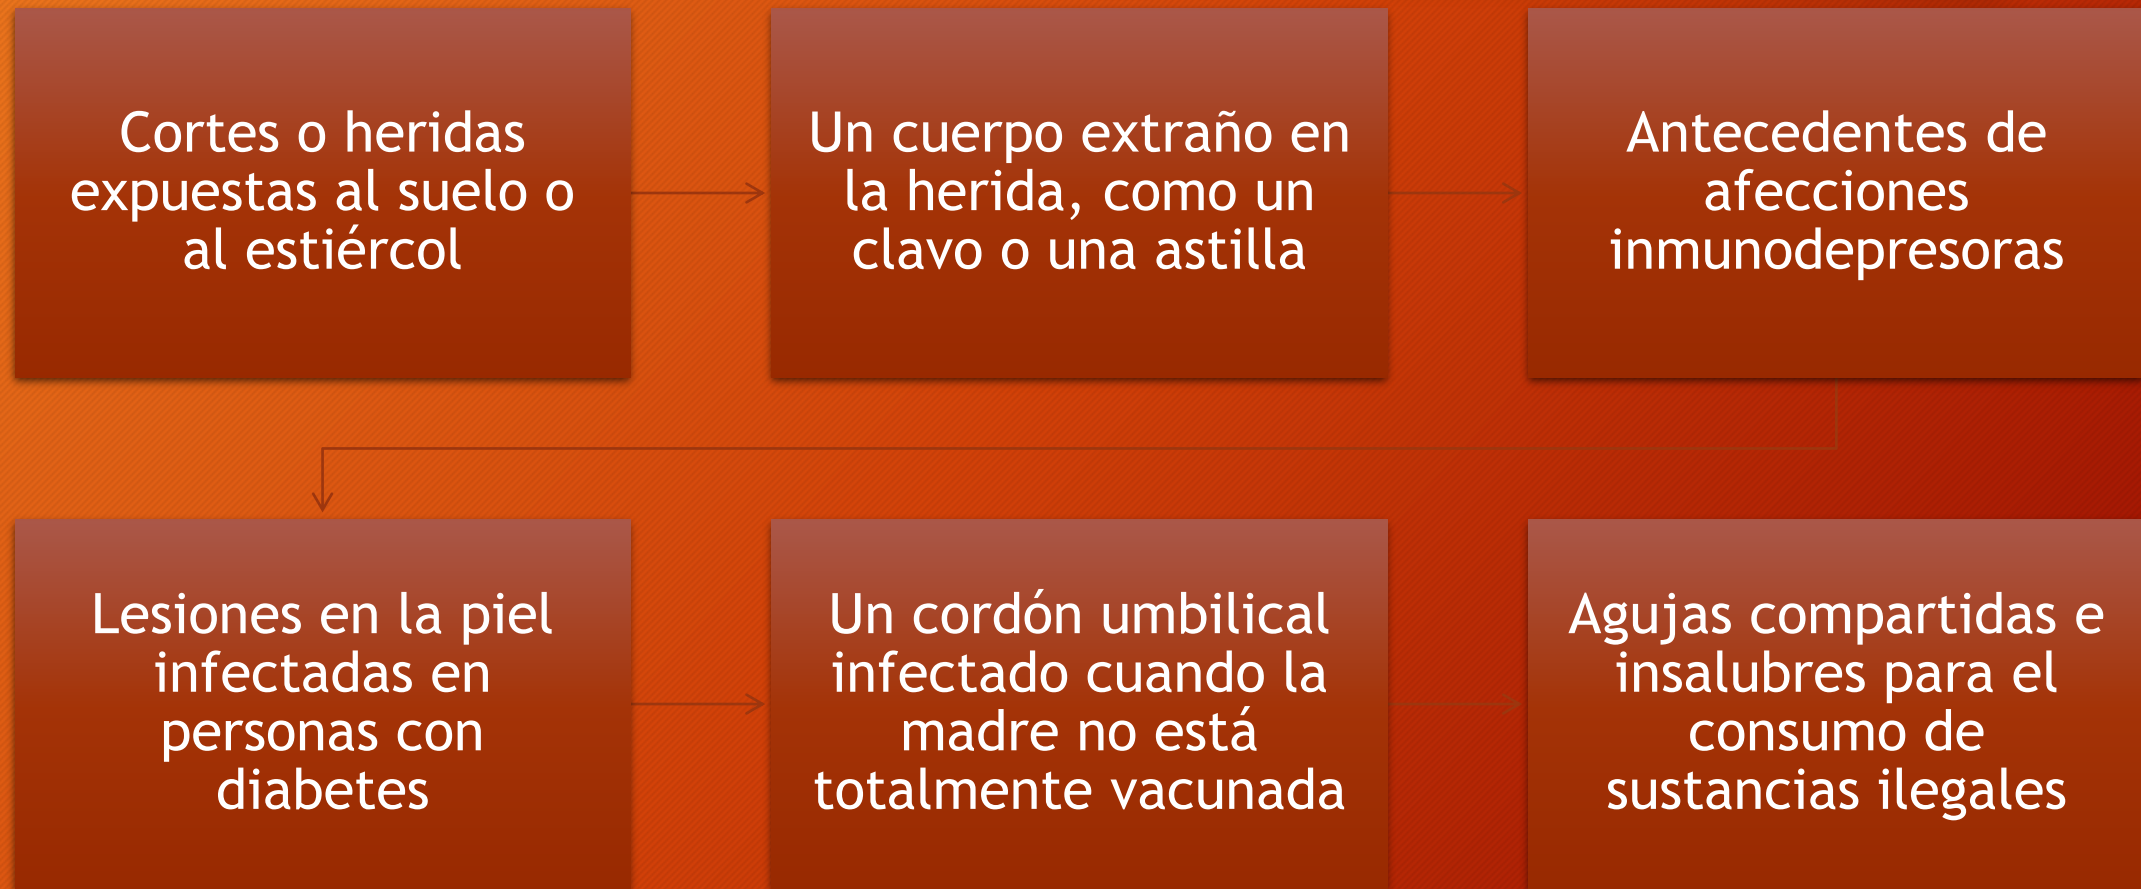 Cortes o heridas
expuestas al suelo o
al estiércol
Un cuerpo extraño en
la herida, como un
clavo o una astilla
Antecedentes de
afecciones
inmunodepresoras
Lesiones en la piel
infectadas en
personas con
diabetes
Un cordón umbilical
infectado cuando la
madre no está
totalmente vacunada
Agujas compartidas e
insalubres para el
consumo de
sustancias ilegales